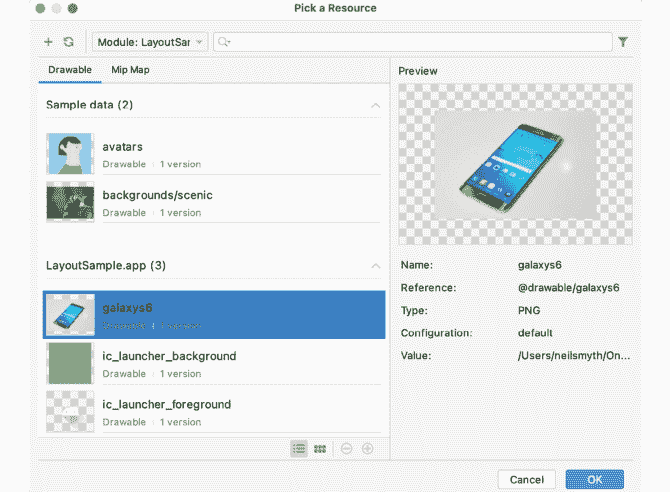 Pick a Resource
Module: LayoutSar
Drawable Mip Map
Sample data (2)
avatars
Drawable 1 version
backgrounds/scenic
Drawable 1 version
LayoutSample.app (3)
galaxys6
ic_launcher_background
Drawable 1 version
ic_launcher_foreground
Drawable 1 version
Preview
Name: galaxys6
Reference: @drawable/galaxys6
Type: PNG
Configuration: default
Value: /Users/neilsmyth/On...
Cancel OK